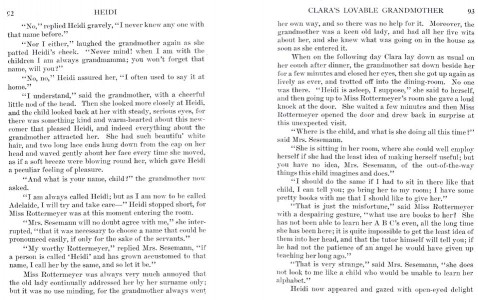 92 HEIDI
"No," replied Heidi gravely, "I never knew any one with
that name before."
"Nor I either," laughed the grandmother again as she
patted Heidi's cheek. "Never mind! when I am with the
children I am always grandmamma; you won't forget that
name, will you?"
"No, no," Heidi assured her, "I often used to say it at
home."
"I understand," said the grandmother, with a cheerful
little nod of the head. Then she looked more closely at Heidi,
and the child looked back at her with steady, serious eyes, for
there was something kind and warm-hearted about this new-
comer that pleased Heidi, and indeed everything about the
grandmother attracted her. She had such beautiful white
hair, and two long lace ends hung down from the cap on her
head and waved gently about her face every time she moved,
as if a soft breeze were blowing round her, which gave Heidi
a peculiar feeling of pleasure.
"And what is your name, child?" the grandmother now
asked.
"I am always called Heidi; but as I am now to be called
Adelaide, I will try and take care—" Heidi stopped short, for
Miss Rottermeyer was at this moment entering the room.
"Mrs. Sesemann will no doubt agree with me," she inter-
rupted, "that it was necessary to choose a name that could be
pronounced easily, if only for the sake of the servants."
"My worthy Rottermeyer," replied Mrs. Sesemann, "if
a person is called 'Heidi' and has grown accustomed to that
name, I call her by the same, and so let it be."
Miss Rottermeyer was always very much annoyed that
the old lady continually addressed her by her surname only;
but it was no use minding, for the grandmother always went
CLARA'S LOVABLE GRANDMOTHER 93
her own way, and so there was no help for it. Moreover, the
grandmother was a keen old lady, and had all her five wits
about her, and she knew what was going on in the house as
soon as she entered it.
When on the following day Clara lay down as usual on
her couch after dinner, the grandmother sat down beside her
for a few minutes and closed her eyes, then she got up again as
lively as ever, and trotted off into the dining-room. No one
was there. "Heidi is asleep, I suppose," she said to herself,
and then going up to Miss Rottermeyer's room she gave a loud
knock at the door. She waited a few minutes and then Miss
Rottermeyer opened the door and drew back in surprise at
this unexpected visit.
"Where is the child, and what is she doing all this time?"
said Mrs. Sesemann.
"She is sitting in her room, where she could well employ
herself if she had the least idea of making herself useful; but
you have no idea, Mrs. Sesemann, of the out-of-the-way
things this child imagines and does."
"I should do the same if I had to sit in there like that
child, I can tell you; go bring her to my room; I have some
pretty books with me that I should like to give her."
"That is just the misfortune," said Miss Rottermeyer
with a despairing gesture, "what use are books to her? She
has not been able to learn her A B C's even, all the long time
she has been here; it is quite impossible to get the least idea of
them into her head, and that the tutor himself will tell you; if
he had not the patience of an angel he would have given up
teaching her long ago."
"That is very strange," said Mrs. Sesemann, "she does
not look to me like a child who would be unable to learn her
alphabet."
Heidi now appeared and gazed with open-eyed delight